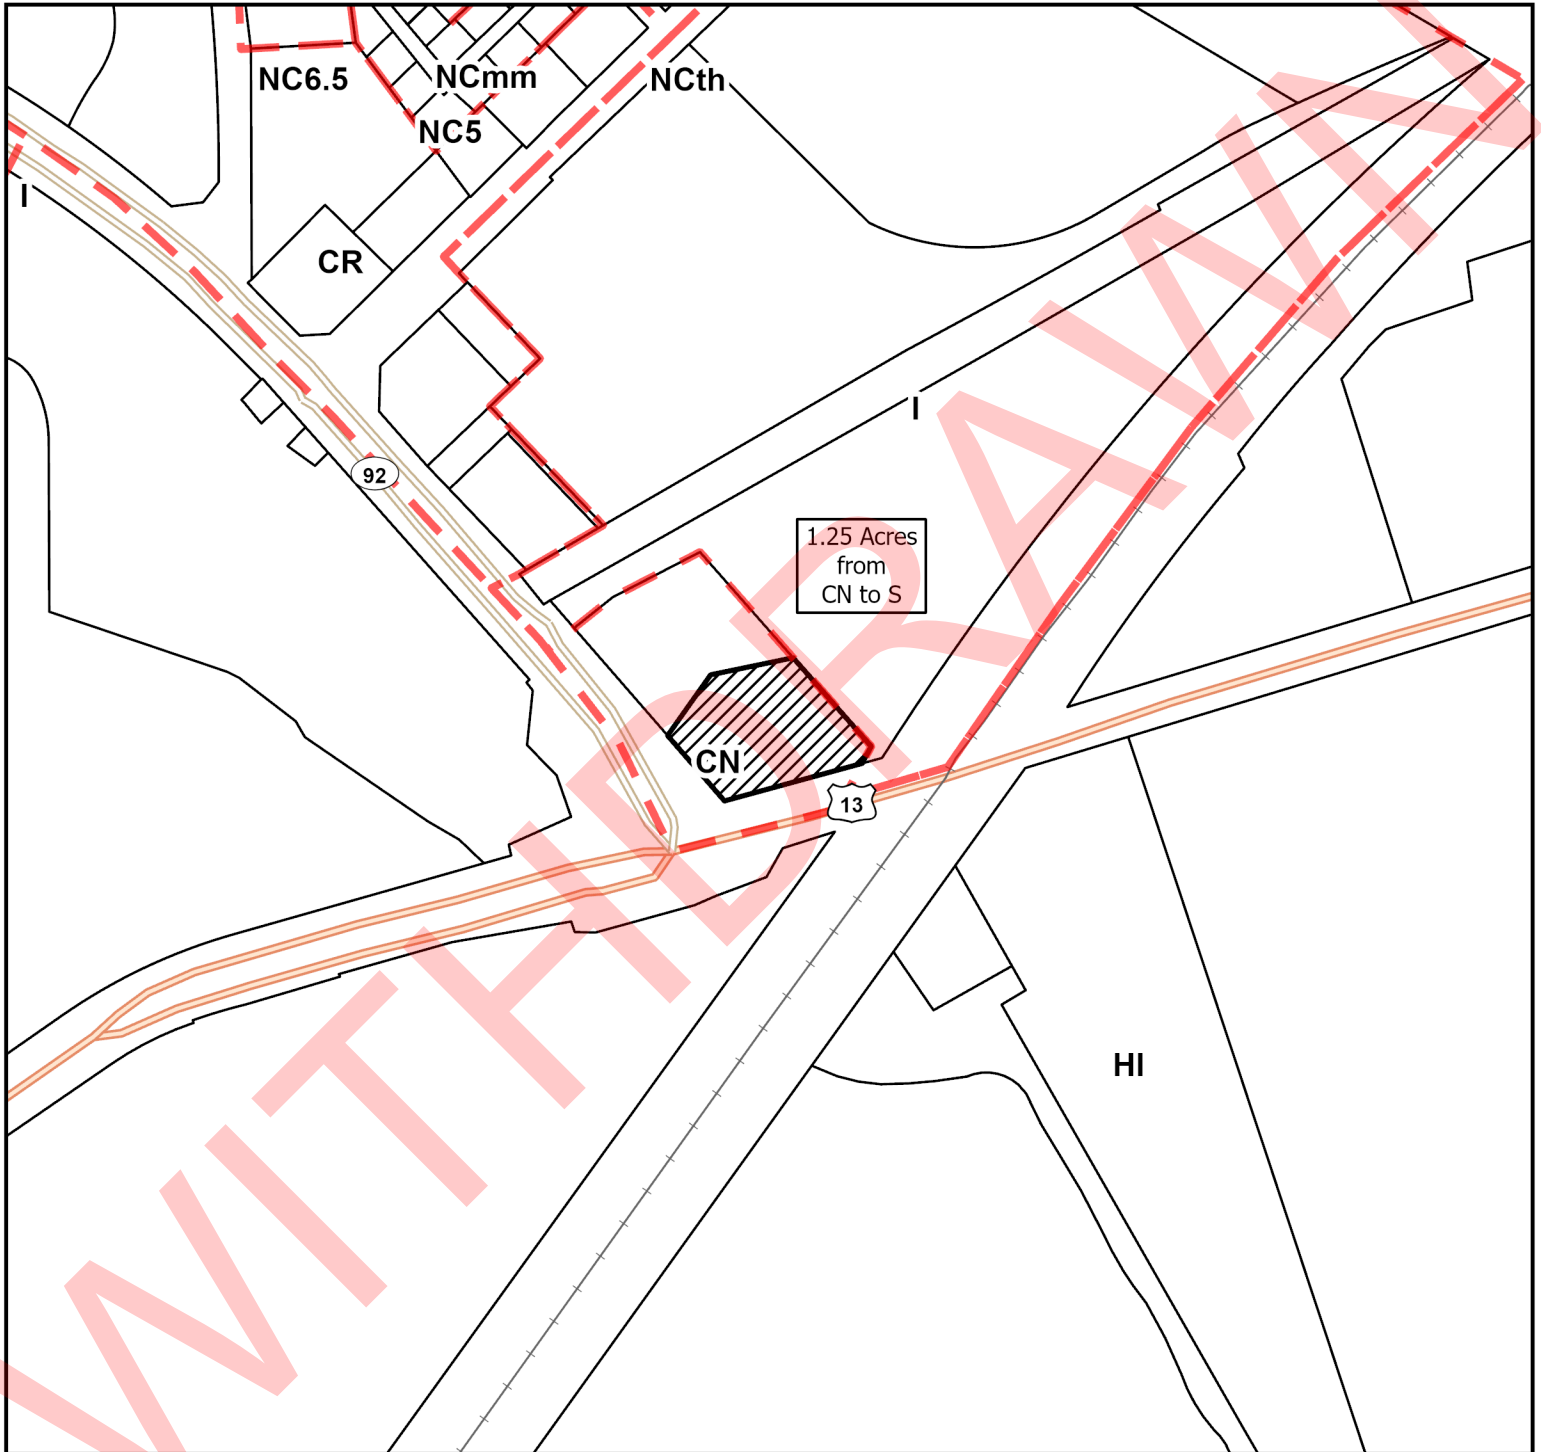 NC6.5
NCmm
NCth
NC5
I
CR
I
92
1.25 Acres
from
CN to S
CN
13
HI
WITHDRAWN